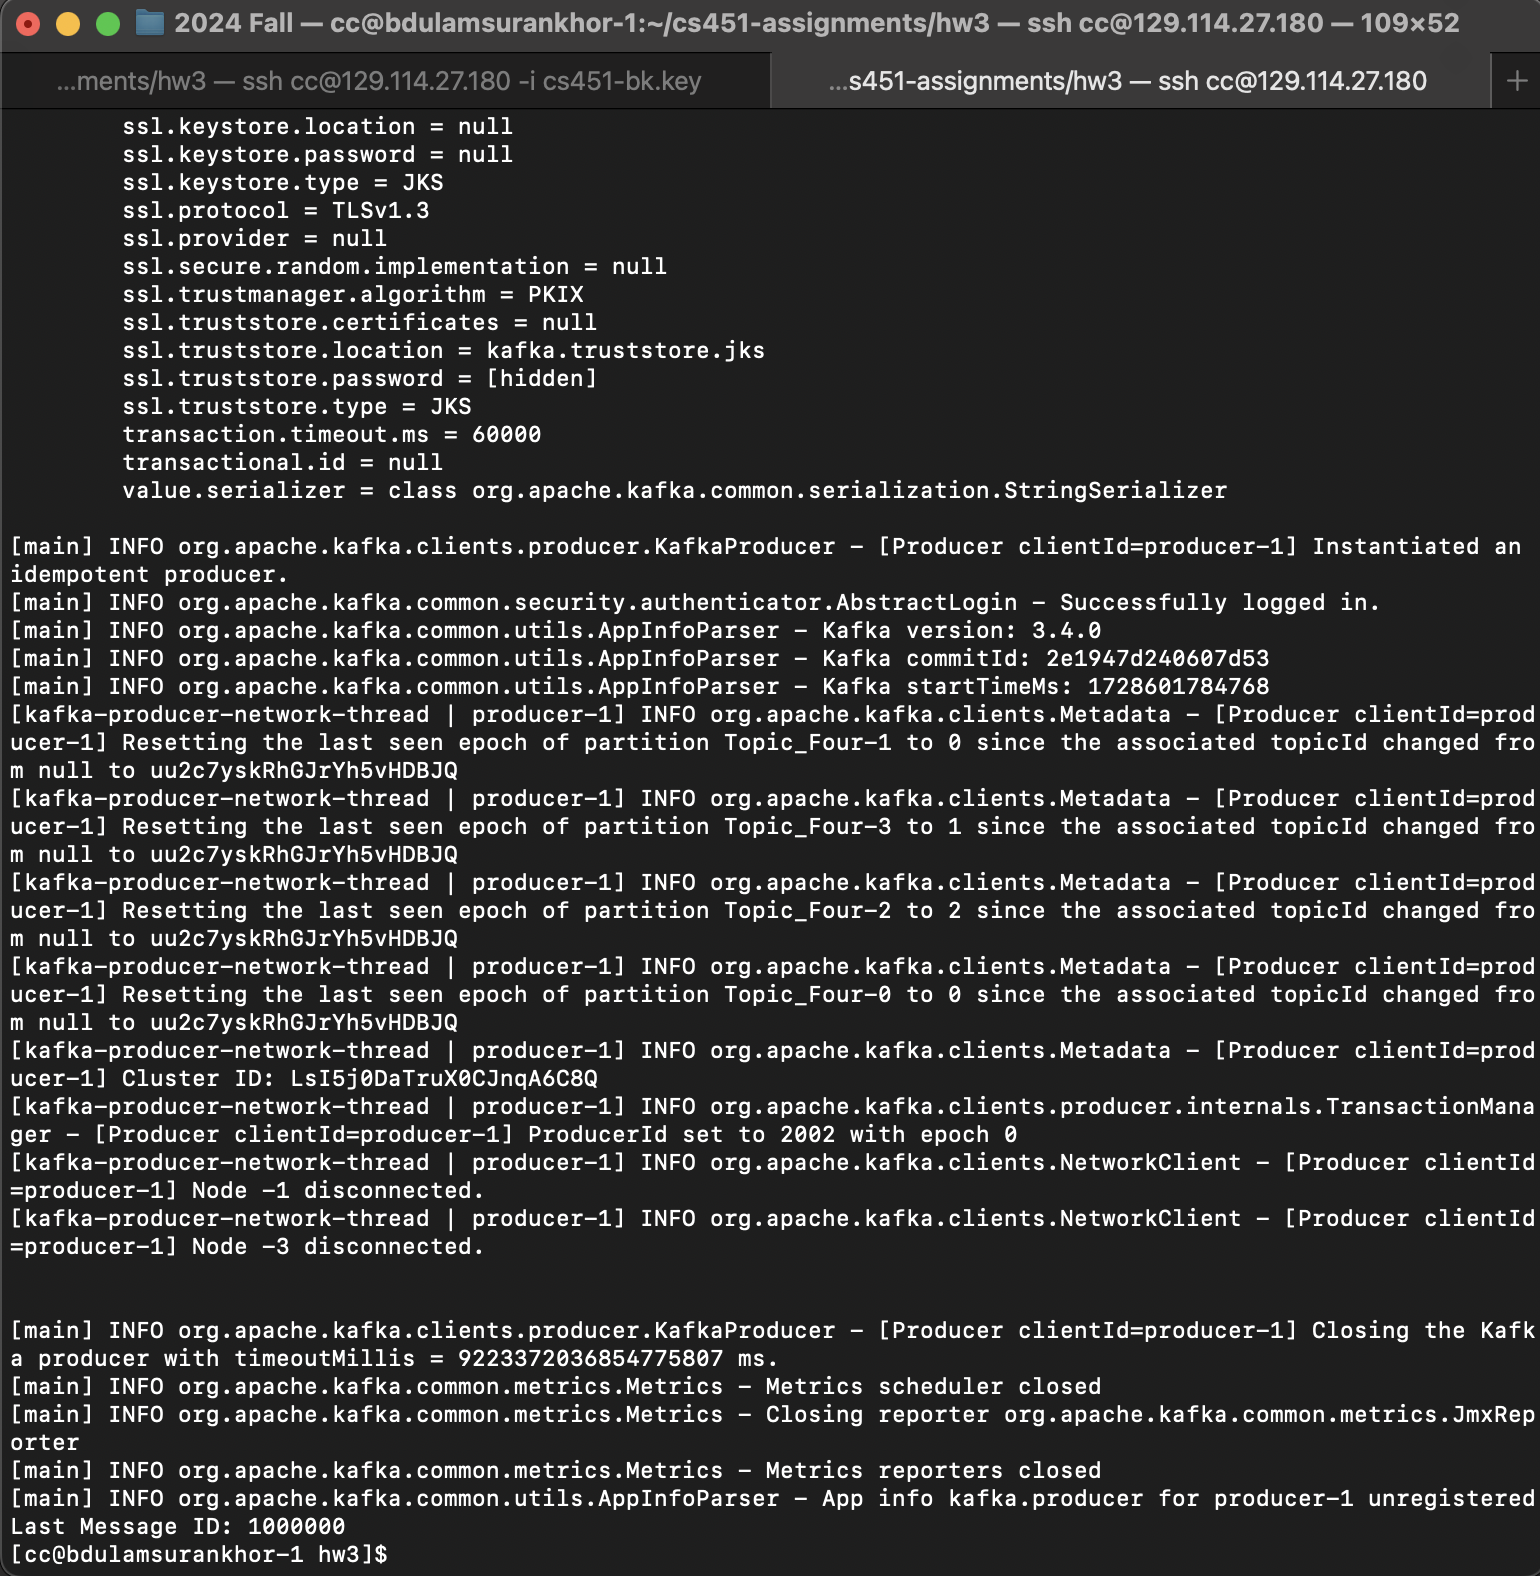 2024 Fall — cc@bdulamsurankhor-1:~/cs451-assignments/hw3 — ssh cc@129.114.27.180 — 109×52
...ments/hw3 — ssh cc@129.114.27.180 -i cs451-bk.key
...s451-assignments/hw3 — ssh cc@129.114.27.180
+
ssl.keystore.location = null
ssl.keystore.password = null
ssl.keystore.type = JKS
ssl.protocol = TLSv1.3
ssl.provider = null
ssl.secure.random.implementation = null
ssl.trustmanager.algorithm = PKIX
ssl.truststore.certificates = null
ssl.truststore.location = kafka.truststore.jks
ssl.truststore.password = [hidden]
ssl.truststore.type = JKS
transaction.timeout.ms = 60000
transactional.id = null
value.serializer = class org.apache.kafka.common.serialization.StringSerializer
[main] INFO org.apache.kafka.clients.producer.KafkaProducer - [Producer clientId=producer-1] Instantiated an
idempotent producer.
[main] INFO org.apache.kafka.common.security.authenticator.AbstractLogin - Successfully logged in.
[main] INFO org.apache.kafka.common.utils.AppInfoParser - Kafka version: 3.4.0
[main] INFO org.apache.kafka.common.utils.AppInfoParser - Kafka commitId: 2e1947d240607d53
[main] INFO org.apache.kafka.common.utils.AppInfoParser - Kafka startTimeMs: 1728601784768
[kafka-producer-network-thread | producer-1] INFO org.apache.kafka.clients.Metadata - [Producer clientId=prod
ucer-1] Resetting the last seen epoch of partition Topic_Four-1 to 0 since the associated topicId changed fro
m null to uu2c7yskRhGJrYh5vHDBJQ
[kafka-producer-network-thread | producer-1] INFO org.apache.kafka.clients.Metadata - [Producer clientId=prod
ucer-1] Resetting the last seen epoch of partition Topic_Four-3 to 1 since the associated topicId changed fro
m null to uu2c7yskRhGJrYh5vHDBJQ
[kafka-producer-network-thread | producer-1] INFO org.apache.kafka.clients.Metadata - [Producer clientId=prod
ucer-1] Resetting the last seen epoch of partition Topic_Four-2 to 2 since the associated topicId changed fro
m null to uu2c7yskRhGJrYh5vHDBJQ
[kafka-producer-network-thread | producer-1] INFO org.apache.kafka.clients.Metadata - [Producer clientId=prod
ucer-1] Resetting the last seen epoch of partition Topic_Four-0 to 0 since the associated topicId changed fro
m null to uu2c7yskRhGJrYh5vHDBJQ
[kafka-producer-network-thread | producer-1] INFO org.apache.kafka.clients.Metadata - [Producer clientId=prod
ucer-1] Cluster ID: LsI5j0DaTruX0CJnqA6C8Q
[kafka-producer-network-thread | producer-1] INFO org.apache.kafka.clients.producer.internals.TransactionMana
ger - [Producer clientId=producer-1] ProducerId set to 2002 with epoch 0
[kafka-producer-network-thread | producer-1] INFO org.apache.kafka.clients.NetworkClient - [Producer clientId
=producer-1] Node -1 disconnected.
[kafka-producer-network-thread | producer-1] INFO org.apache.kafka.clients.NetworkClient - [Producer clientId
=producer-1] Node -3 disconnected.
[main] INFO org.apache.kafka.clients.producer.KafkaProducer - [Producer clientId=producer-1] Closing the Kafk
a producer with timeoutMillis = 9223372036854775807 ms.
[main] INFO org.apache.kafka.common.metrics.Metrics - Metrics scheduler closed
[main] INFO org.apache.kafka.common.metrics.Metrics - Closing reporter org.apache.kafka.common.metrics.JmxRep
orter
[main] INFO org.apache.kafka.common.metrics.Metrics - Metrics reporters closed
[main] INFO org.apache.kafka.common.utils.AppInfoParser - App info kafka.producer for producer-1 unregistered
Last Message ID: 1000000
[cc@bdulamsurankhor-1 hw3]$